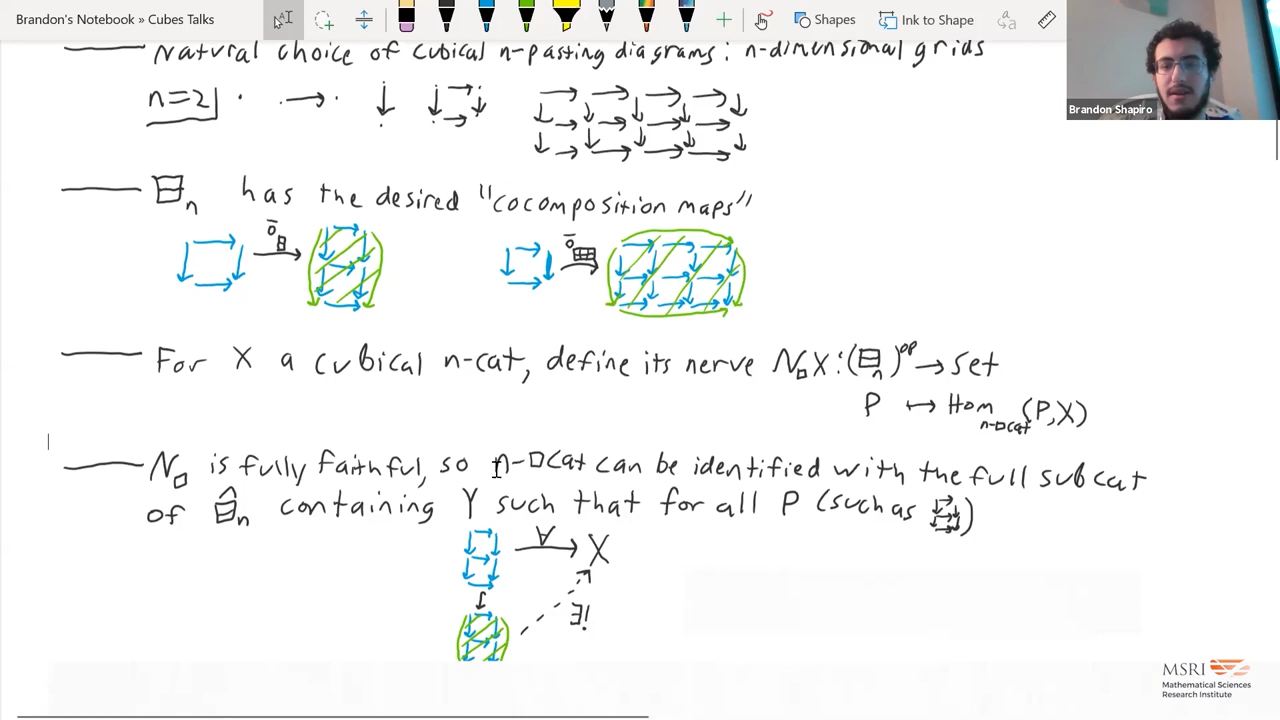 Brandon's Notebook » Cubes Talks
Shapes
Ink to Shape
Brandon Shapiro
Natural choice of cubical n-pasting diagrams: n-dimensional grids
n=2
⊟n has the desired "cocomposition maps"
For X a cubical n-cat, define its nerve N□X : (⊟n)^op → Set
P ↦ Hom n-□cat (P, X)
N□ is fully faithful, so n-□cat can be identified with the full subcat
of ⊟̂n containing Y such that for all P (such as )
∀ X
∃!
MSRI
Mathematical Sciences
Research Institute